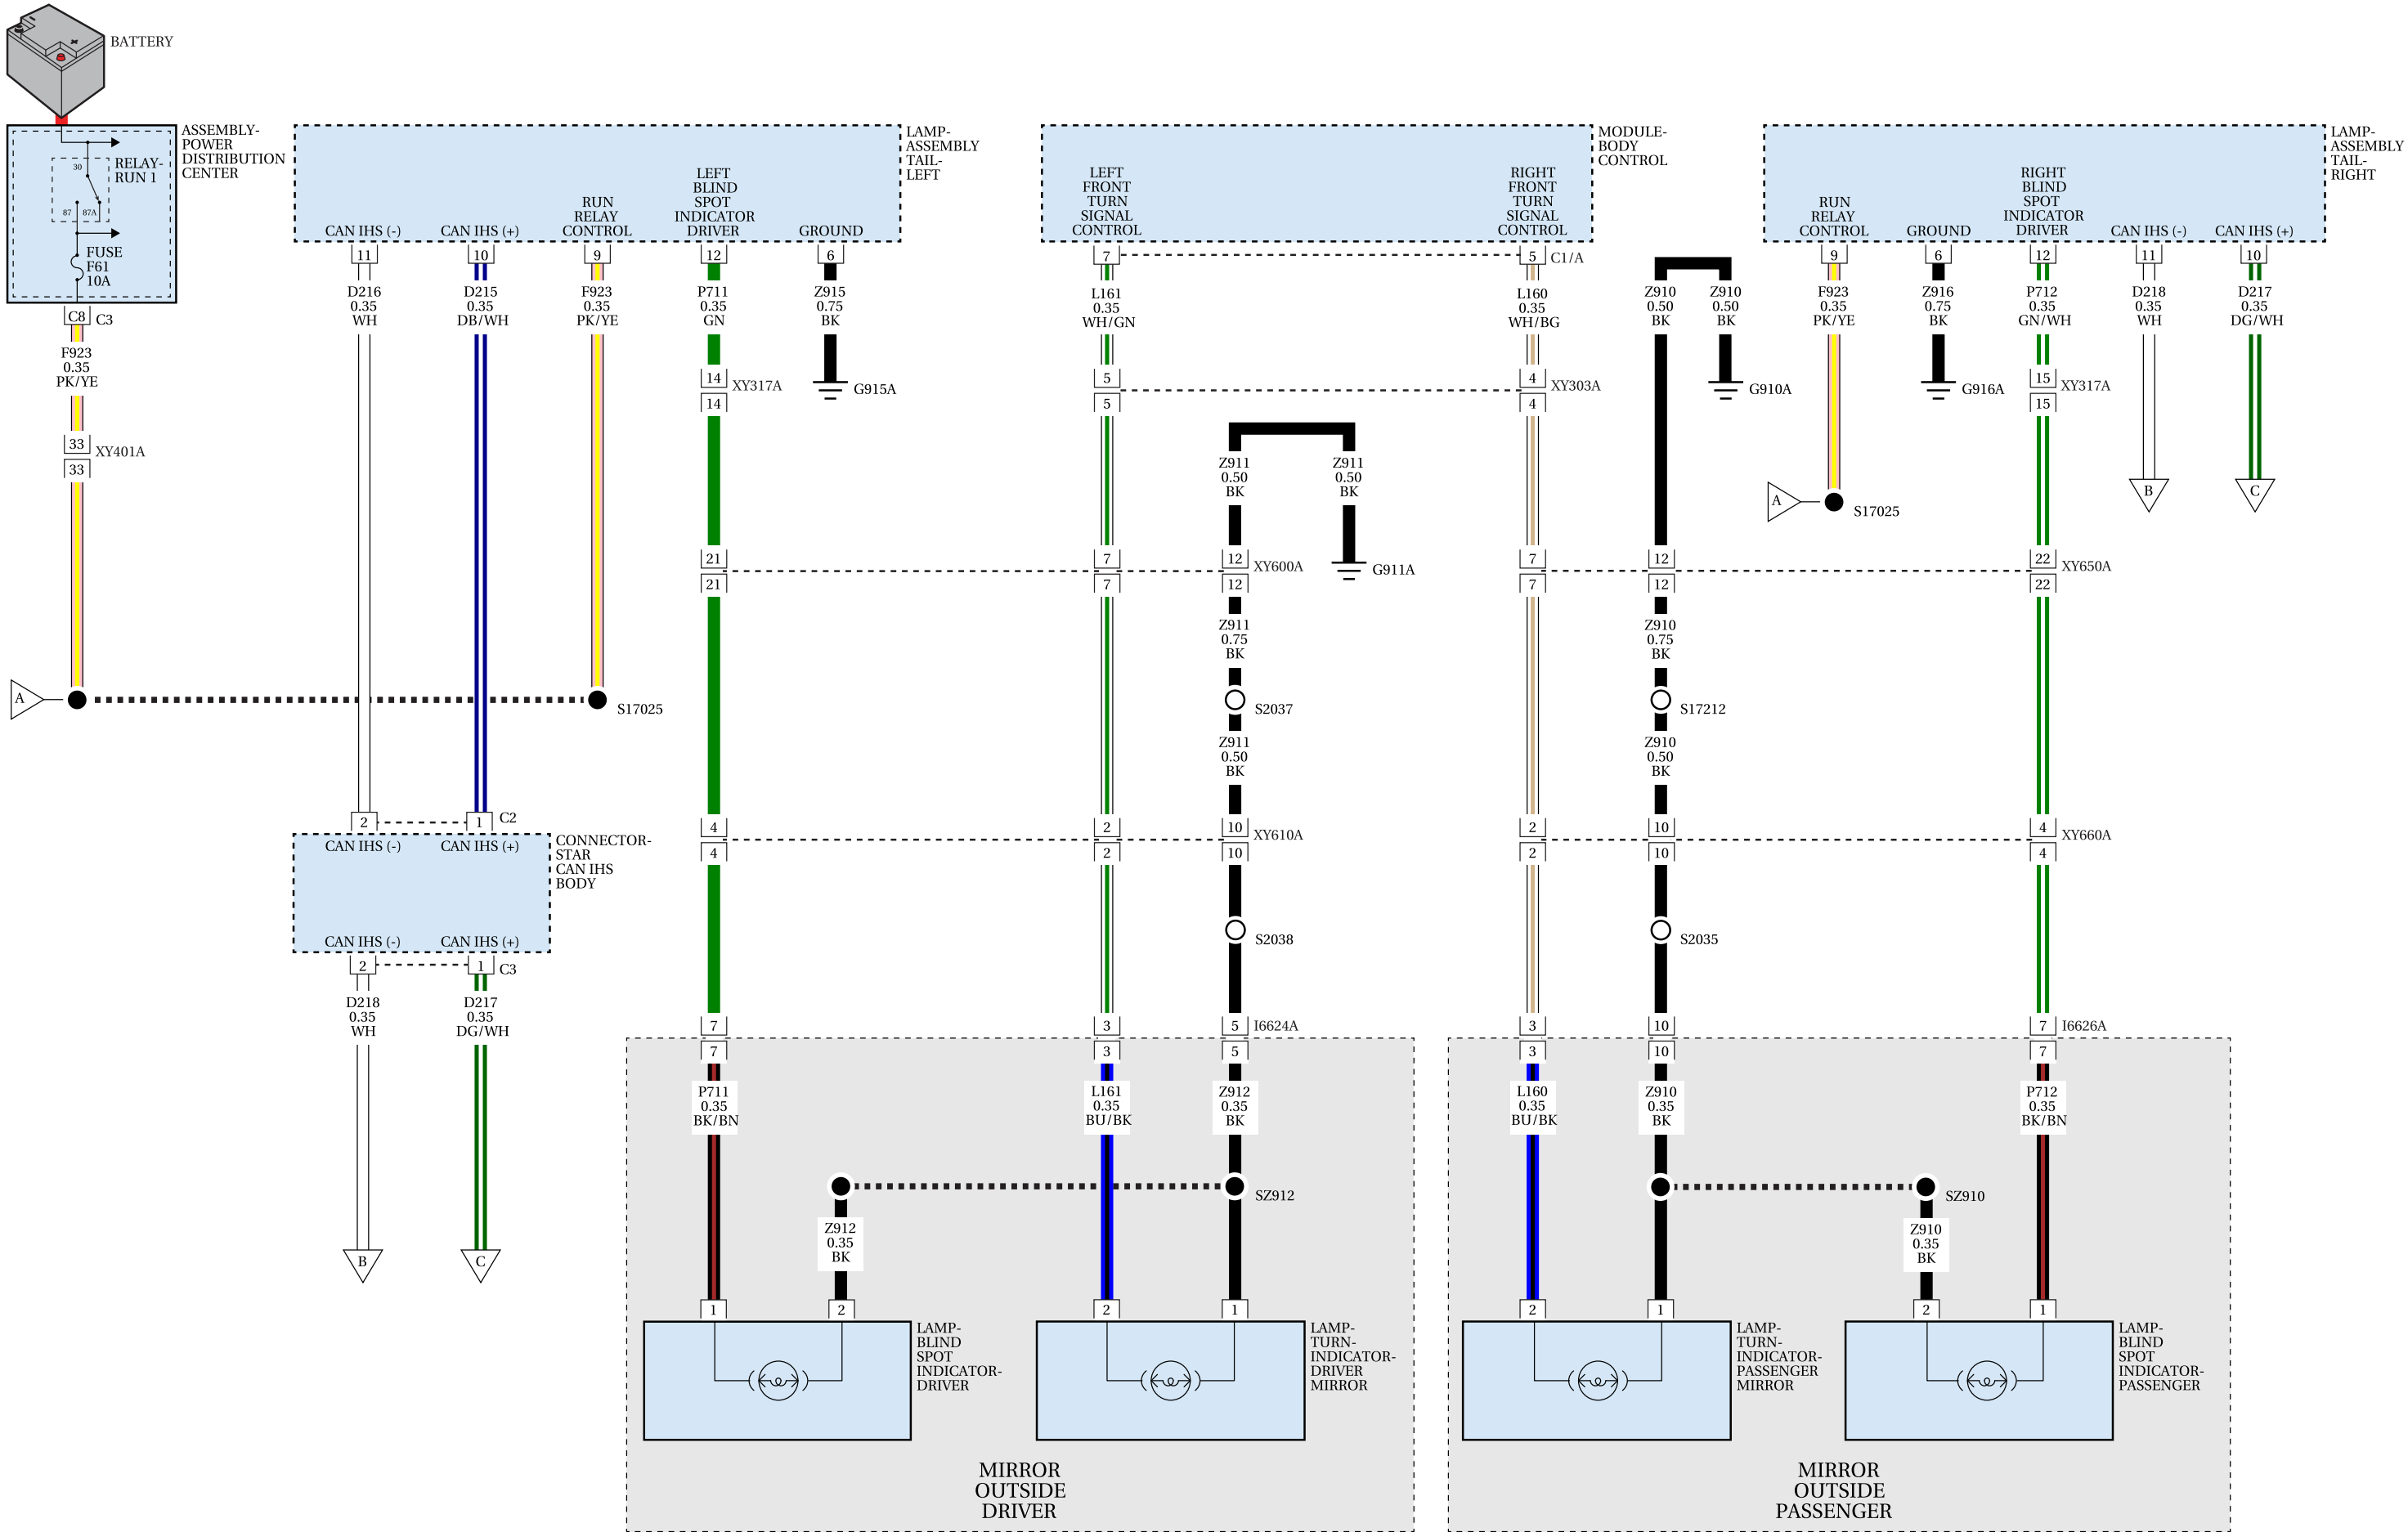 BATTERY
ASSEMBLY-
POWER
DISTRIBUTION
CENTER
30
RELAY-
RUN 1
87 87A
FUSE
F61
10A
C8 C3
F923
0.35
PK/YE
33
XY401A
33
A
S17025
LAMP-
ASSEMBLY
TAIL-
LEFT
CAN IHS (-)
CAN IHS (+)
RUN
RELAY
CONTROL
LEFT
BLIND
SPOT
INDICATOR
DRIVER
GROUND
11 10 9 12 6
D216
0.35
WH
D215
0.35
DB/WH
F923
0.35
PK/YE
P711
0.35
GN
Z915
0.75
BK
14
XY317A
14
G915A
MODULE-
BODY
CONTROL
LEFT
FRONT
TURN
SIGNAL
CONTROL
RIGHT
FRONT
TURN
SIGNAL
CONTROL
7 5 C1/A
L161
0.35
WH/GN
L160
0.35
WH/BG
5 4
XY303A
5 4
Z910
0.50
BK
Z910
0.50
BK
G910A
LAMP-
ASSEMBLY
TAIL-
RIGHT
RUN
RELAY
CONTROL
GROUND
RIGHT
BLIND
SPOT
INDICATOR
DRIVER
CAN IHS (-)
CAN IHS (+)
9 6 12 11 10
F923
0.35
PK/YE
Z916
0.75
BK
P712
0.35
GN/WH
D218
0.35
WH
D217
0.35
DG/WH
G916A
15
XY317A
15
A
S17025
B C
Z911
0.50
BK
Z911
0.50
BK
G911A
21 7 12
XY600A
21 7 12
7 12 22
XY650A
7 12 22
Z911
0.75
BK
S2037
Z911
0.50
BK
Z910
0.75
BK
S17212
Z910
0.50
BK
2 1 C2
CAN IHS (-) CAN IHS (+)
CONNECTOR-
STAR
CAN IHS
BODY
CAN IHS (-) CAN IHS (+)
2 1 C3
D218
0.35
WH
D217
0.35
DG/WH
B C
4 2 10
XY610A
4 2 10
2 10 4
XY660A
2 10 4
S2038
S2035
7 3 5 I6624A
7 3 5
3 10 7 I6626A
3 10 7
P711
0.35
BK/BN
L161
0.35
BU/BK
Z912
0.35
BK
SZ912
Z912
0.35
BK
1 2 2 1
LAMP-
BLIND
SPOT
INDICATOR-
DRIVER
LAMP-
TURN-
INDICATOR-
DRIVER
MIRROR
MIRROR
OUTSIDE
DRIVER
L160
0.35
BU/BK
Z910
0.35
BK
P712
0.35
BK/BN
SZ910
Z910
0.35
BK
2 1 2 1
LAMP-
TURN-
INDICATOR-
PASSENGER
MIRROR
LAMP-
BLIND
SPOT
INDICATOR-
PASSENGER
MIRROR
OUTSIDE
PASSENGER